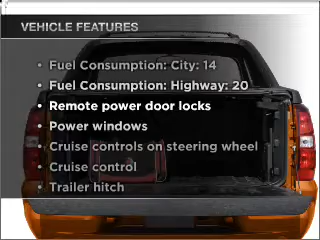 VEHICLE FEATURES
• Fuel Consumption: City: 14
• Fuel Consumption: Highway: 20
• Remote power door locks
• Power windows
• Cruise controls on steering wheel
• Cruise control
• Trailer hitch